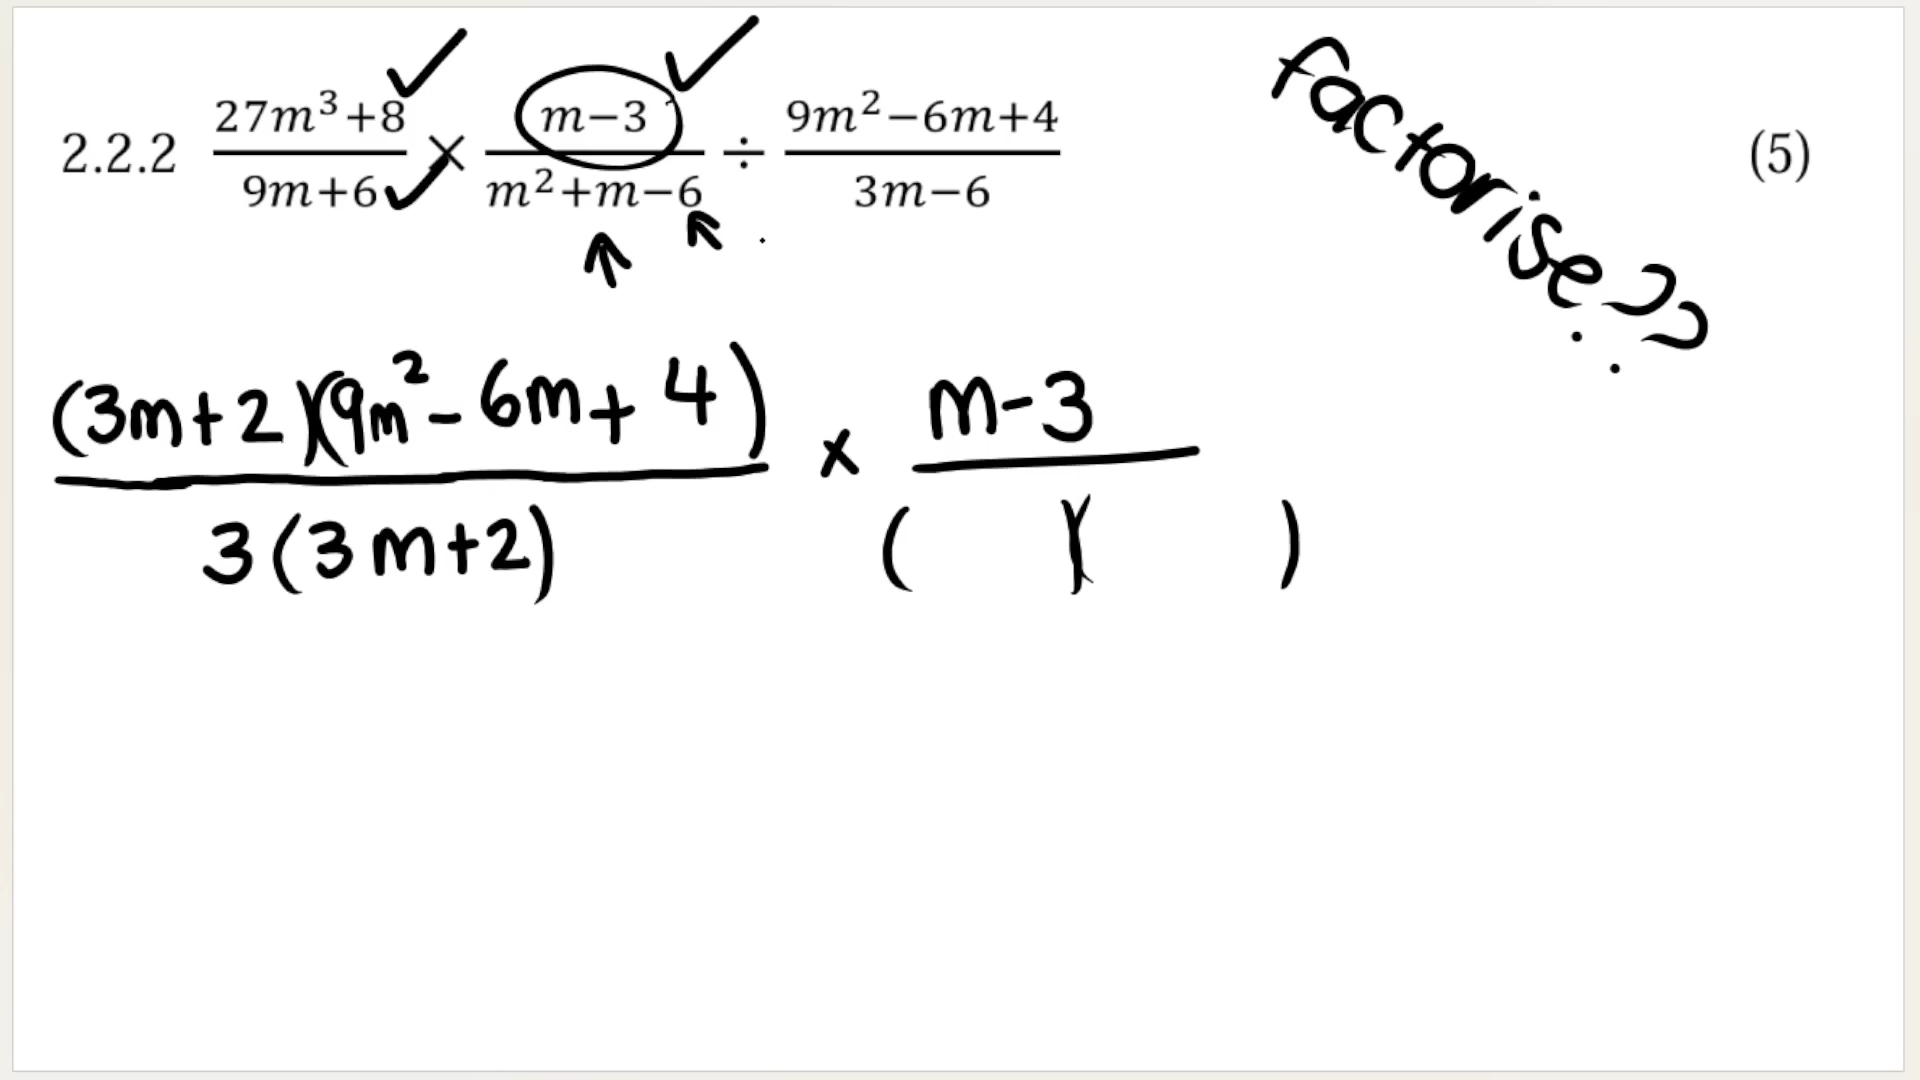 2.2.2 (27m³+8)/(9m+6) × (m−3)/(m²+m−6) ÷ (9m²−6m+4)/(3m−6) (5)
factorise??
(3m+2)(9m²-6m+4) x m-3
3(3m+2) ( )( )